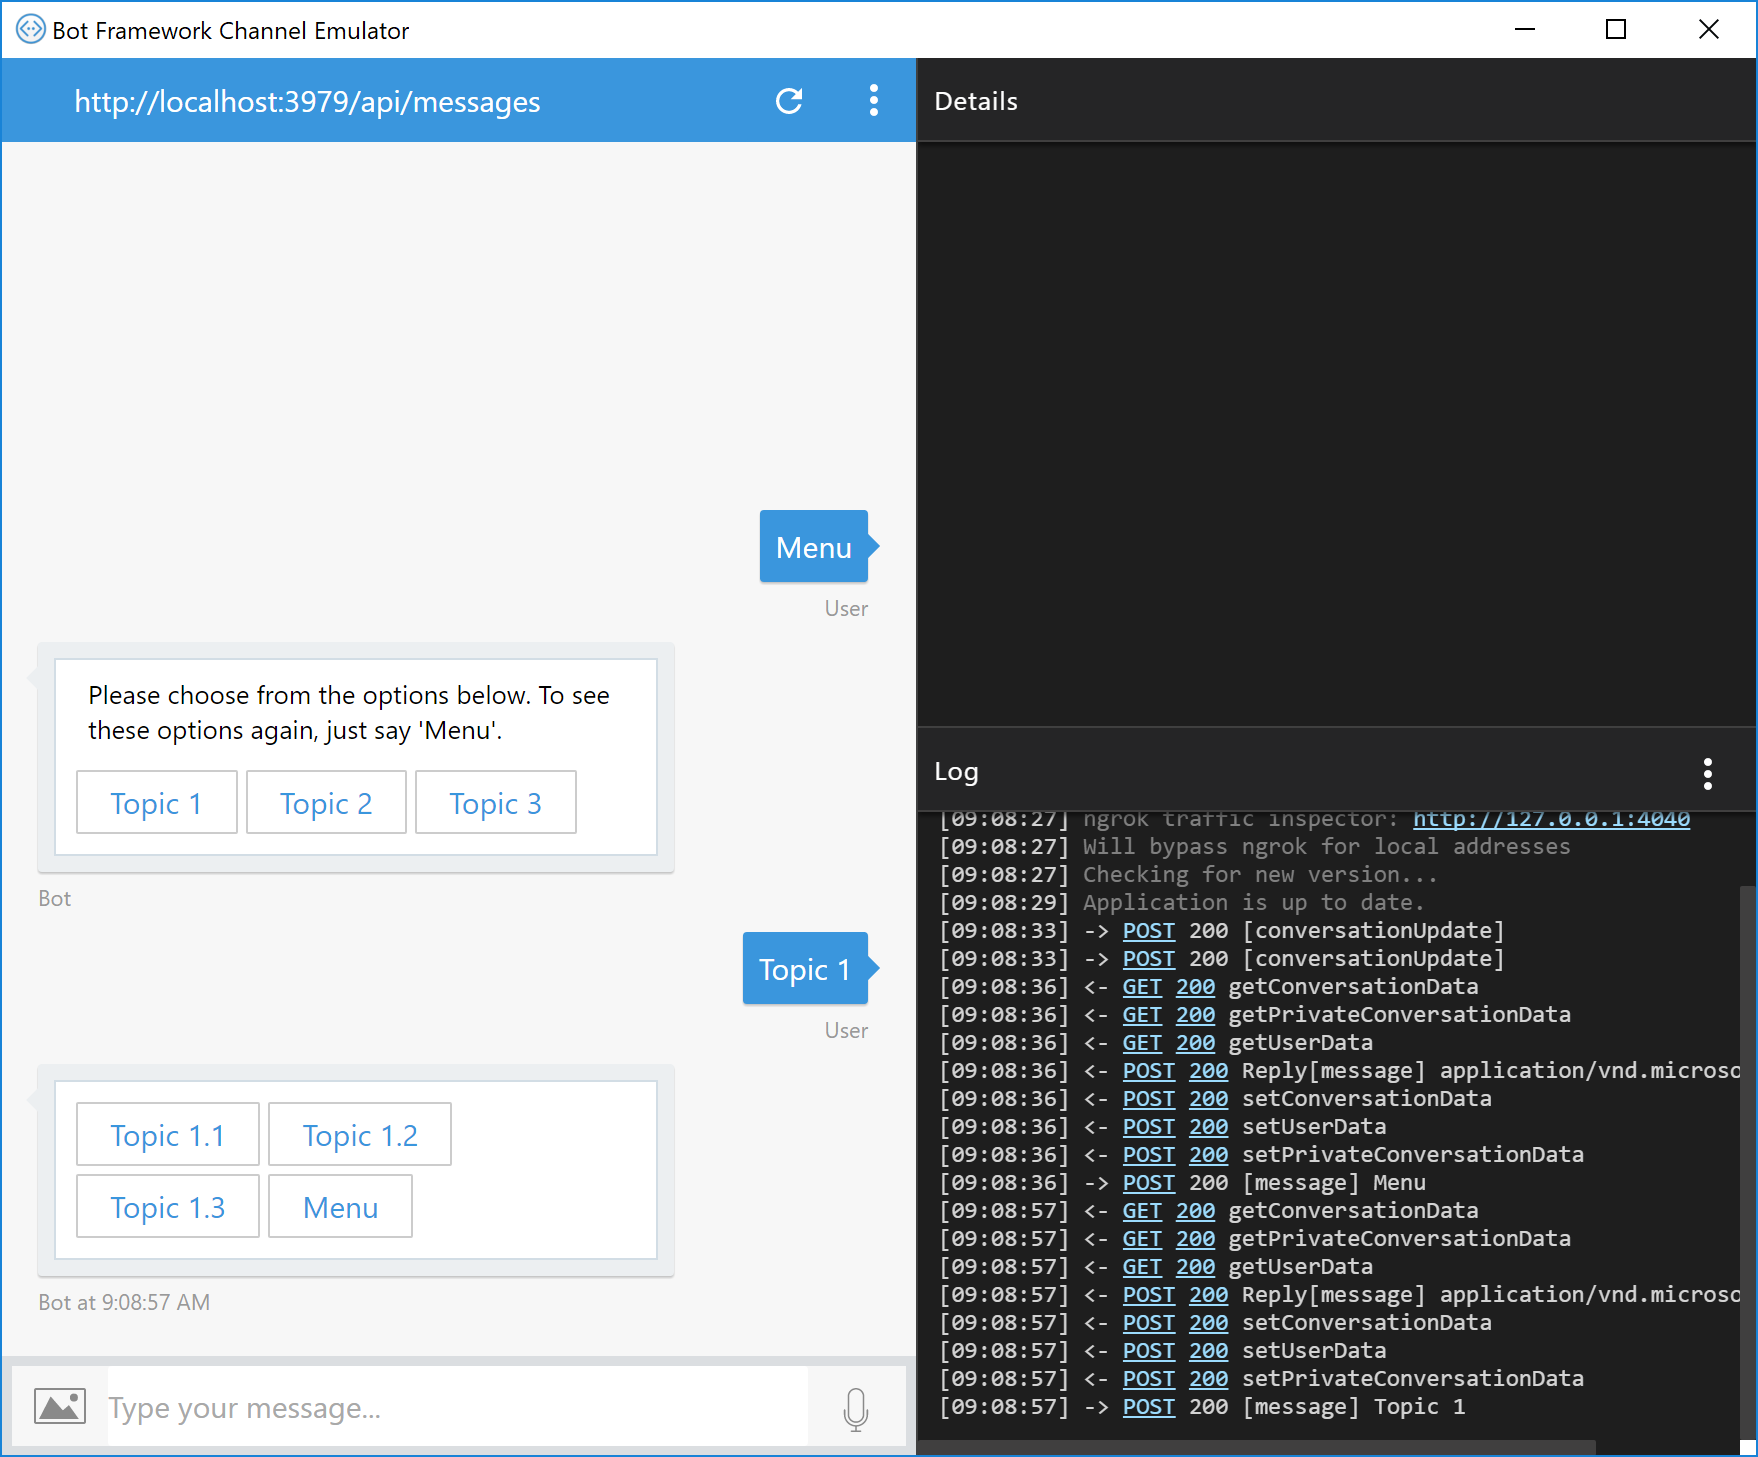 Bot Framework Channel Emulator
http://localhost:3979/api/messages
Menu
User
Please choose from the options below. To see
these options again, just say 'Menu'.
Topic 1 Topic 2 Topic 3
Bot
Topic 1
User
Topic 1.1 Topic 1.2
Topic 1.3 Menu
Bot at 9:08:57 AM
Type your message...
Details
Log
[09:08:27] ngrok traffic inspector: http://127.0.0.1:4040
[09:08:27] Will bypass ngrok for local addresses
[09:08:27] Checking for new version...
[09:08:29] Application is up to date.
[09:08:33] -> POST 200 [conversationUpdate]
[09:08:33] -> POST 200 [conversationUpdate]
[09:08:36] <- GET 200 getConversationData
[09:08:36] <- GET 200 getPrivateConversationData
[09:08:36] <- GET 200 getUserData
[09:08:36] <- POST 200 Reply[message] application/vnd.microso
[09:08:36] <- POST 200 setConversationData
[09:08:36] <- POST 200 setUserData
[09:08:36] <- POST 200 setPrivateConversationData
[09:08:36] -> POST 200 [message] Menu
[09:08:57] <- GET 200 getConversationData
[09:08:57] <- GET 200 getPrivateConversationData
[09:08:57] <- GET 200 getUserData
[09:08:57] <- POST 200 Reply[message] application/vnd.microso
[09:08:57] <- POST 200 setConversationData
[09:08:57] <- POST 200 setUserData
[09:08:57] <- POST 200 setPrivateConversationData
[09:08:57] -> POST 200 [message] Topic 1